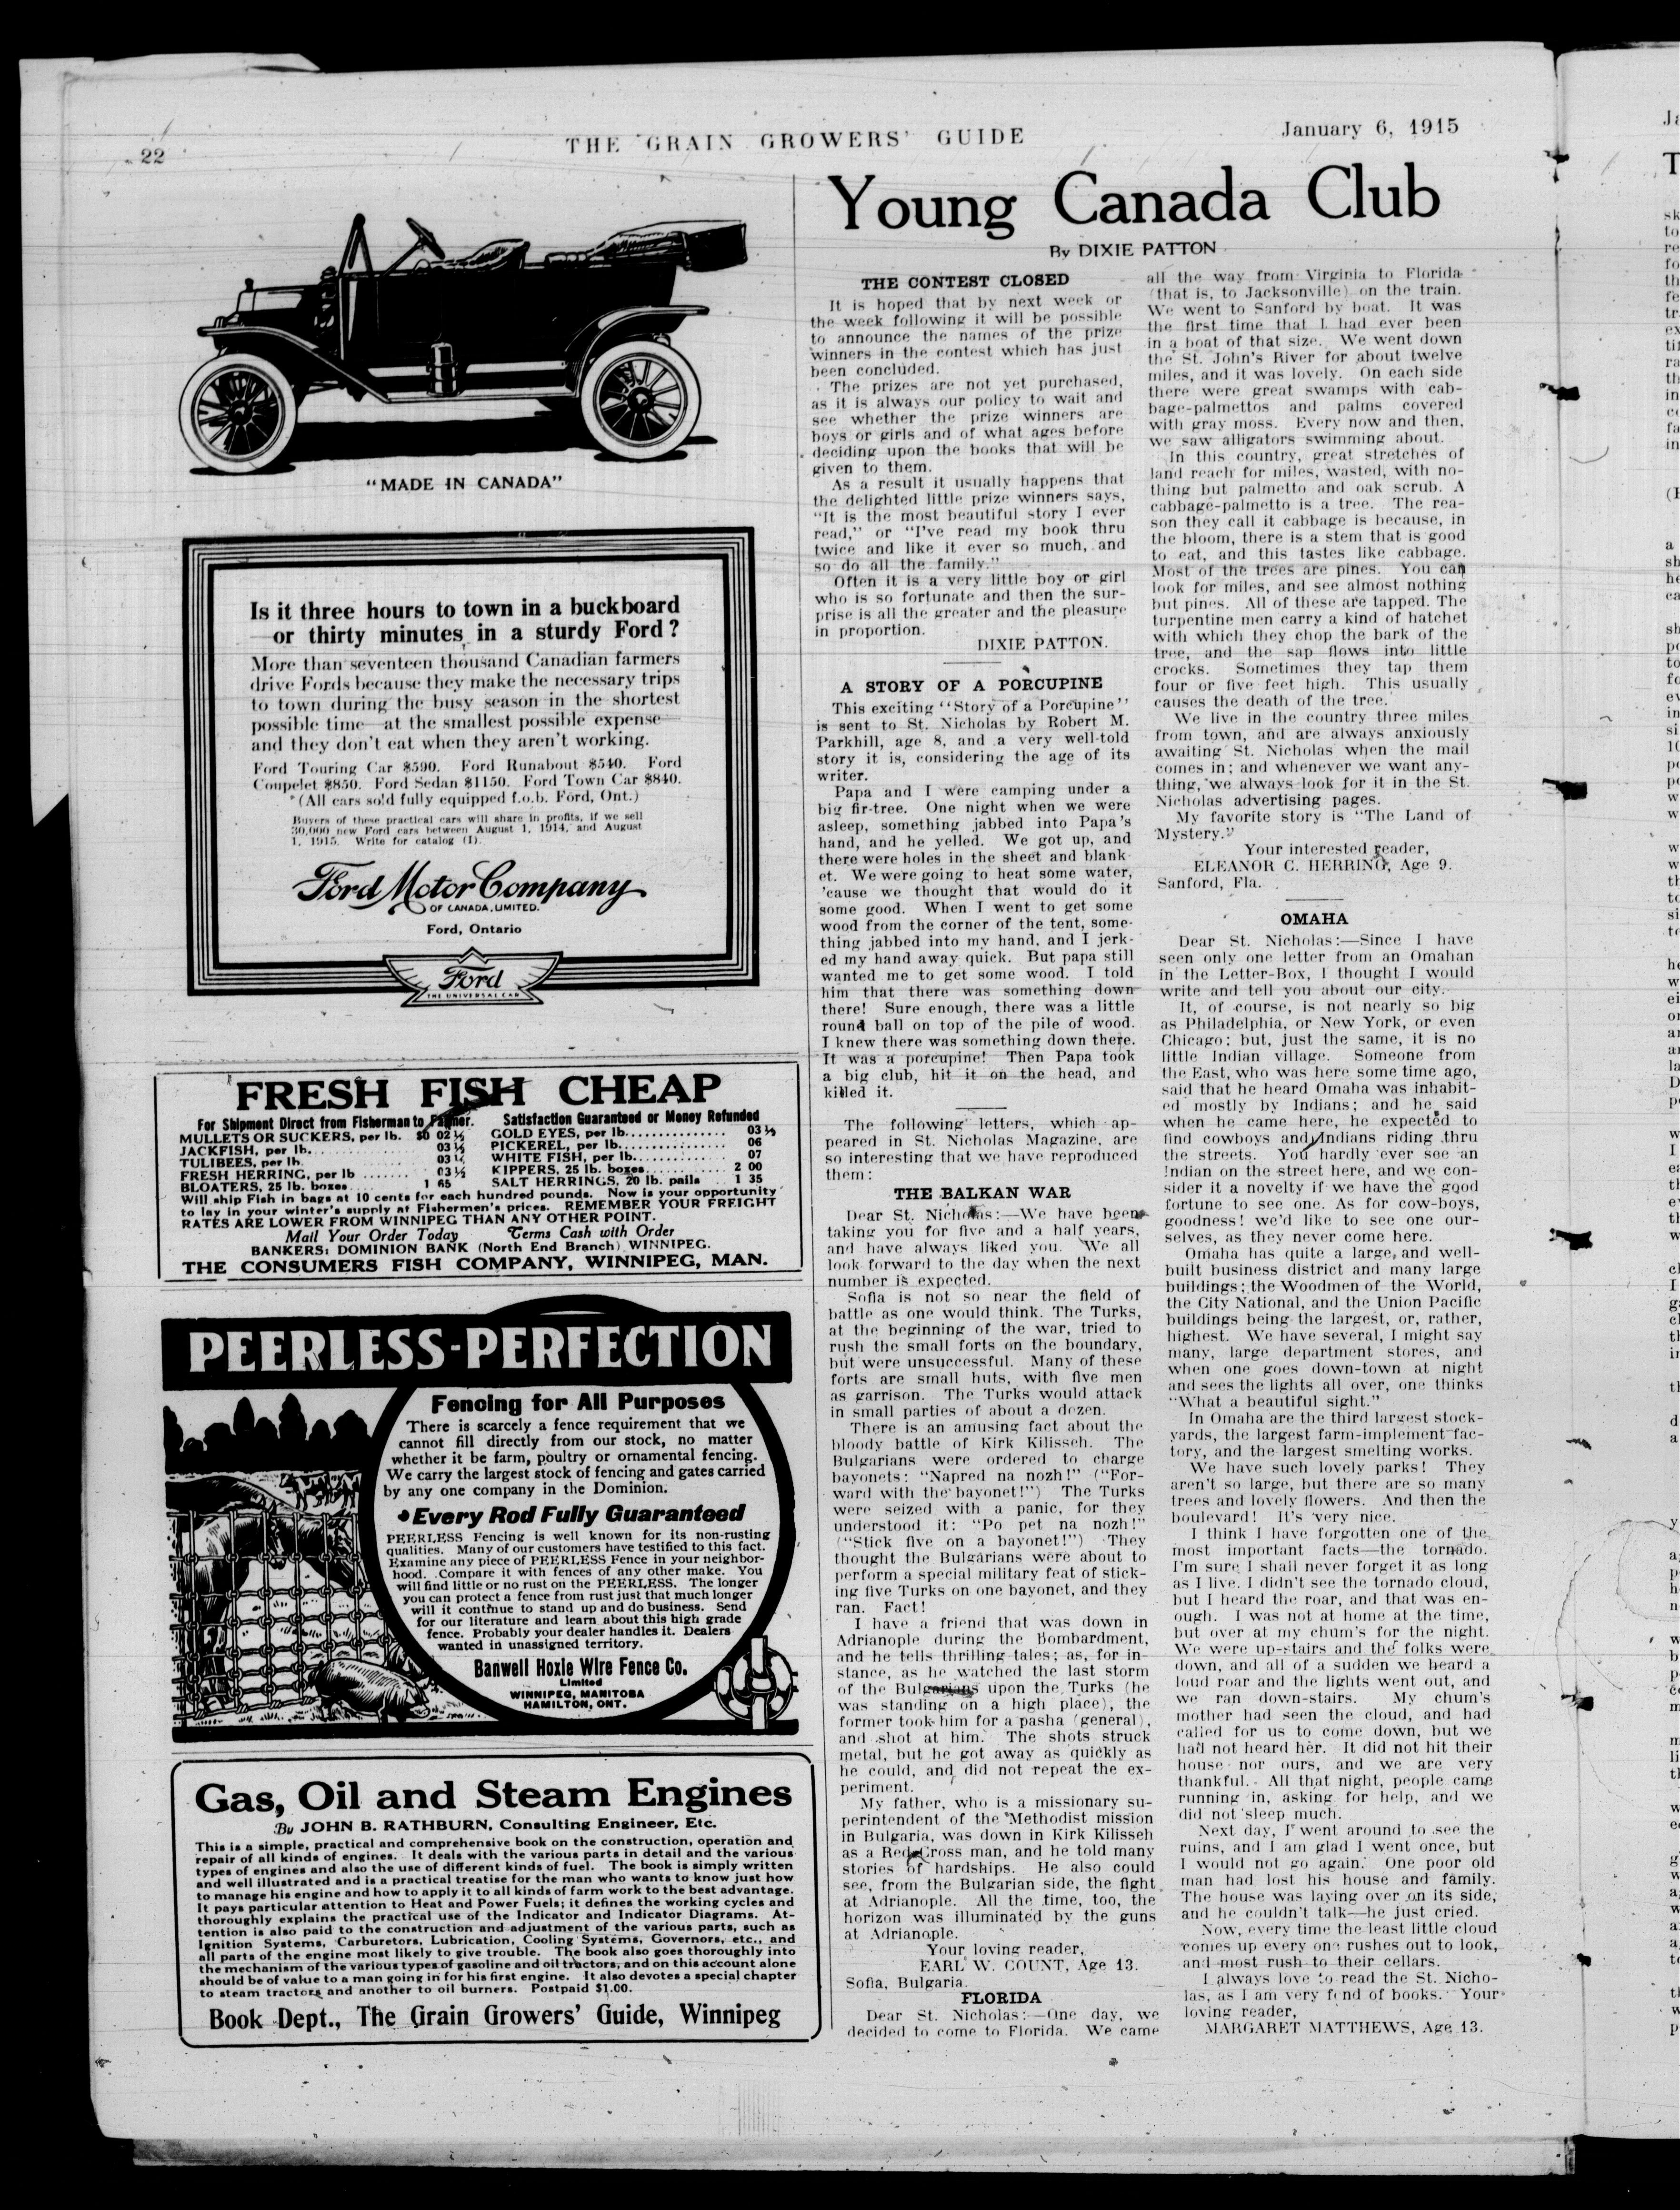 22
THE GRAIN GROWERS' GUIDE
January 6, 1915
"MADE IN CANADA"
Is it three hours to town in a buckboard
or thirty minutes in a sturdy Ford?
More than seventeen thousand Canadian farmers
drive Fords because they make the necessary trips
to town during the busy season in the shortest
possible time—at the smallest possible expense—
and they don't eat when they aren't working.
Ford Touring Car $590. Ford Runabout $540. Ford
Coupelet $850. Ford Sedan $1150. Ford Town Car $840.
(All cars sold fully equipped f.o.b. Ford, Ont.)
Buyers of these practical cars will share in profits, if we sell
30,000 new Ford cars between August 1, 1914, and August
1, 1915. Write for catalog (I).
Ford Motor Company
OF CANADA, LIMITED.
Ford, Ontario
Ford
THE UNIVERSAL CAR
FRESH FISH CHEAP
For Shipment Direct from Fisherman to Farmer. Satisfaction Guaranteed or Money Refunded
MULLETS OR SUCKERS, per lb. $0 02½ GOLD EYES, per lb. 03½
JACKFISH, per lb. 03½ PICKEREL, per lb. 06
TULIBEES, per lb. 03½ WHITE FISH, per lb. 07
FRESH HERRING, per lb 03½ KIPPERS, 25 lb. boxes 2 00
BLOATERS, 25 lb. boxes 1 65 SALT HERRINGS, 20 lb. pails 1 35
Will ship Fish in bags at 10 cents for each hundred pounds. Now is your opportunity
to lay in your winter's supply at Fishermen's prices. REMEMBER YOUR FREIGHT
RATES ARE LOWER FROM WINNIPEG THAN ANY OTHER POINT.
Mail Your Order Today Terms Cash with Order
BANKERS: DOMINION BANK (North End Branch) WINNIPEG.
THE CONSUMERS FISH COMPANY, WINNIPEG, MAN.
PEERLESS-PERFECTION
Fencing for All Purposes
There is scarcely a fence requirement that we
cannot fill directly from our stock, no matter
whether it be farm, poultry or ornamental fencing.
We carry the largest stock of fencing and gates carried
by any one company in the Dominion.
Every Rod Fully Guaranteed
PEERLESS Fencing is well known for its non-rusting
qualities. Many of our customers have testified to this fact.
Examine any piece of PEERLESS Fence in your neighbor-
hood. Compare it with fences of any other make. You
will find little or no rust on the PEERLESS. The longer
you can protect a fence from rust just that much longer
will it continue to stand up and do business. Send
for our literature and learn about this high grade
fence. Probably your dealer handles it. Dealers
wanted in unassigned territory.
Banwell Hoxie Wire Fence Co.
Limited
WINNIPEG, MANITOBA
HAMILTON, ONT.
Gas, Oil and Steam Engines
By JOHN B. RATHBURN, Consulting Engineer, Etc.
This is a simple, practical and comprehensive book on the construction, operation and
repair of all kinds of engines. It deals with the various parts in detail and the various
types of engines and also the use of different kinds of fuel. The book is simply written
and well illustrated and is a practical treatise for the man who wants to know just how
to manage his engine and how to apply it to all kinds of farm work to the best advantage.
It pays particular attention to Heat and Power Fuels; it defines the working cycles and
thoroughly explains the practical use of the Indicator and Indicator Diagrams. At-
tention is also paid to the construction and adjustment of the various parts, such as
Ignition Systems, Carburetors, Lubrication, Cooling Systems, Governors, etc., and
all parts of the engine most likely to give trouble. The book also goes thoroughly into
the mechanism of the various types of gasoline and oil tractors, and on this account alone
should be of value to a man going in for his first engine. It also devotes a special chapter
to steam tractors and another to oil burners. Postpaid $1.00.
Book Dept., The Grain Growers' Guide, Winnipeg
Young Canada Club
By DIXIE PATTON
THE CONTEST CLOSED
It is hoped that by next week or
the week following it will be possible
to announce the names of the prize
winners in the contest which has just
been concluded.
The prizes are not yet purchased,
as it is always our policy to wait and
see whether the prize winners are
boys or girls and of what ages before
deciding upon the books that will be
given to them.
As a result it usually happens that
the delighted little prize winners says,
"It is the most beautiful story I ever
read," or "I've read my book thru
twice and like it ever so much, and
so do all the family."
Often it is a very little boy or girl
who is so fortunate and then the sur-
prise is all the greater and the pleasure
in proportion.
DIXIE PATTON.
A STORY OF A PORCUPINE
This exciting "Story of a Porcupine"
is sent to St. Nicholas by Robert M.
Parkhill, age 8, and a very well-told
story it is, considering the age of its
writer.
Papa and I were camping under a
big fir-tree. One night when we were
asleep, something jabbed into Papa's
hand, and he yelled. We got up, and
there were holes in the sheet and blank-
et. We were going to heat some water,
'cause we thought that would do it
some good. When I went to get some
wood from the corner of the tent, some-
thing jabbed into my hand, and I jerk-
ed my hand away quick. But papa still
wanted me to get some wood. I told
him that there was something down
there! Sure enough, there was a little
round ball on top of the pile of wood.
I knew there was something down there.
It was a porcupine! Then Papa took
a big club, hit it on the head, and
killed it.
The following letters, which ap-
peared in St. Nicholas Magazine, are
so interesting that we have reproduced
them:
THE BALKAN WAR
Dear St. Nicholas:—We have been
taking you for five and a half years,
and have always liked you. We all
look forward to the day when the next
number is expected.
Sofia is not so near the field of
battle as one would think. The Turks,
at the beginning of the war, tried to
rush the small forts on the boundary,
but were unsuccessful. Many of these
forts are small huts, with five men
as garrison. The Turks would attack
in small parties of about a dozen.
There is an amusing fact about the
bloody battle of Kirk Kilisseh. The
Bulgarians were ordered to charge
bayonets: "Napred na nozh!" ("For-
ward with the bayonet!") The Turks
were seized with a panic, for they
understood it: "Po pet na nozh!"
("Stick five on a bayonet!") They
thought the Bulgarians were about to
perform a special military feat of stick-
ing five Turks on one bayonet, and they
ran. Fact!
I have a friend that was down in
Adrianople during the Bombardment,
and he tells thrilling tales; as, for in-
stance, as he watched the last storm
of the Bulgarians upon the Turks (he
was standing on a high place), the
former took him for a pasha (general),
and shot at him. The shots struck
metal, but he got away as quickly as
he could, and did not repeat the ex-
periment.
My father, who is a missionary su-
perintendent of the Methodist mission
in Bulgaria, was down in Kirk Kilisseh
as a Red Cross man, and he told many
stories of hardships. He also could
see, from the Bulgarian side, the fight
at Adrianople. All the time, too, the
horizon was illuminated by the guns
at Adrianople.
Your loving reader,
EARL W. COUNT, Age 13.
Sofia, Bulgaria.
FLORIDA
Dear St. Nicholas:—One day, we
decided to come to Florida. We came
all the way from Virginia to Florida
(that is, to Jacksonville) on the train.
We went to Sanford by boat. It was
the first time that I had ever been
in a boat of that size. We went down
the St. John's River for about twelve
miles, and it was lovely. On each side
there were great swamps with cab-
bage-palmettos and palms covered
with gray moss. Every now and then,
we saw alligators swimming about.
In this country, great stretches of
land reach for miles, wasted, with no-
thing but palmetto and oak scrub. A
cabbage-palmetto is a tree. The rea-
son they call it cabbage is because, in
the bloom, there is a stem that is good
to eat, and this tastes like cabbage.
Most of the trees are pines. You can
look for miles, and see almost nothing
but pines. All of these are tapped. The
turpentine men carry a kind of hatchet
with which they chop the bark of the
tree, and the sap flows into little
crocks. Sometimes they tap them
four or five feet high. This usually
causes the death of the tree.
We live in the country three miles
from town, and are always anxiously
awaiting St. Nicholas when the mail
comes in; and whenever we want any-
thing, we always look for it in the St.
Nicholas advertising pages.
My favorite story is "The Land of
Mystery."
Your interested reader,
ELEANOR C. HERRING, Age 9.
Sanford, Fla.
OMAHA
Dear St. Nicholas:—Since I have
seen only one letter from an Omahan
in the Letter-Box, I thought I would
write and tell you about our city.
It, of course, is not nearly so big
as Philadelphia, or New York, or even
Chicago; but, just the same, it is no
little Indian village. Someone from
the East, who was here some time ago,
said that he heard Omaha was inhabit-
ed mostly by Indians; and he said
when he came here, he expected to
find cowboys and Indians riding thru
the streets. You hardly ever see an
Indian on the street here, and we con-
sider it a novelty if we have the good
fortune to see one. As for cow-boys,
goodness! we'd like to see one our-
selves, as they never come here.
Omaha has quite a large, and well-
built business district and many large
buildings; the Woodmen of the World,
the City National, and the Union Pacific
buildings being the largest, or, rather,
highest. We have several, I might say
many, large department stores, and
when one goes down-town at night
and sees the lights all over, one thinks
"What a beautiful sight."
In Omaha are the third largest stock-
yards, the largest farm-implement fac-
tory, and the largest smelting works.
We have such lovely parks! They
aren't so large, but there are so many
trees and lovely flowers. And then the
boulevard! It's very nice.
I think I have forgotten one of the
most important facts—the tornado.
I'm sure I shall never forget it as long
as I live. I didn't see the tornado cloud,
but I heard the roar, and that was en-
ough. I was not at home at the time,
but over at my chum's for the night.
We were up-stairs and the folks were
down, and all of a sudden we heard a
loud roar and the lights went out, and
we ran down-stairs. My chum's
mother had seen the cloud, and had
called for us to come down, but we
had not heard her. It did not hit their
house nor ours, and we are very
thankful. All that night, people came
running in, asking for help, and we
did not sleep much.
Next day, I went around to see the
ruins, and I am glad I went once, but
I would not go again. One poor old
man had lost his house and family.
The house was laying over on its side,
and he couldn't talk—he just cried.
Now, every time the least little cloud
comes up every one rushes out to look,
and most rush to their cellars.
I always love to read the St. Nicho-
las, as I am very fond of books. Your
loving reader,
MARGARET MATTHEWS, Age 13.